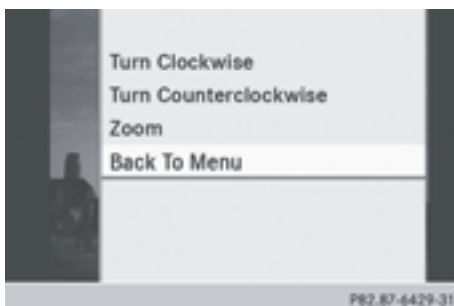 Turn Clockwise
Turn Counterclockwise
Zoom
Back To Menu
P82.87-6429-31